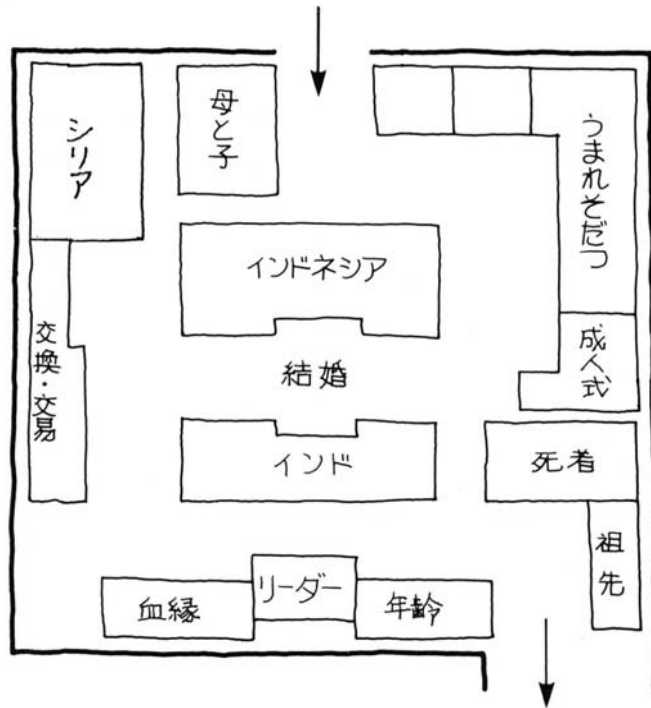 シリア
母と子
うまれそだつ
インドネシア
交換・交易
結婚
成人式
インド
死者
祖先
血縁
リーダー
年齢